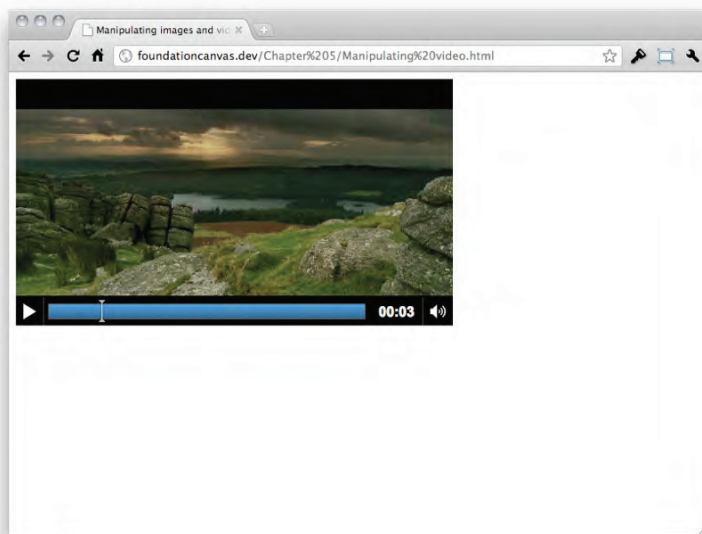 Manipulating images and vid
foundationcanvas.dev/Chapter%205/Manipulating%20video.html
00:03